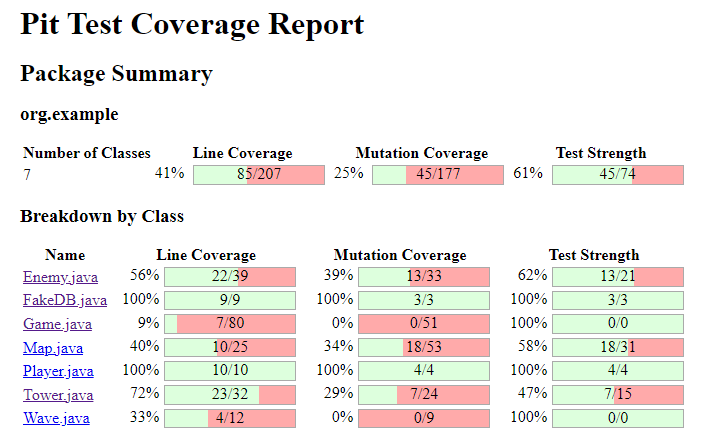 Pit Test Coverage Report
Package Summary
org.example
Number of Classes Line Coverage Mutation Coverage Test Strength
7 41% 85/207 25% 45/177 61% 45/74
Breakdown by Class
Name Line Coverage Mutation Coverage Test Strength
Enemy.java 56% 22/39 39% 13/33 62% 13/21
FakeDB.java 100% 9/9 100% 3/3 100% 3/3
Game.java 9% 7/80 0% 0/51 100% 0/0
Map.java 40% 10/25 34% 18/53 58% 18/31
Player.java 100% 10/10 100% 4/4 100% 4/4
Tower.java 72% 23/32 29% 7/24 47% 7/15
Wave.java 33% 4/12 0% 0/9 100% 0/0